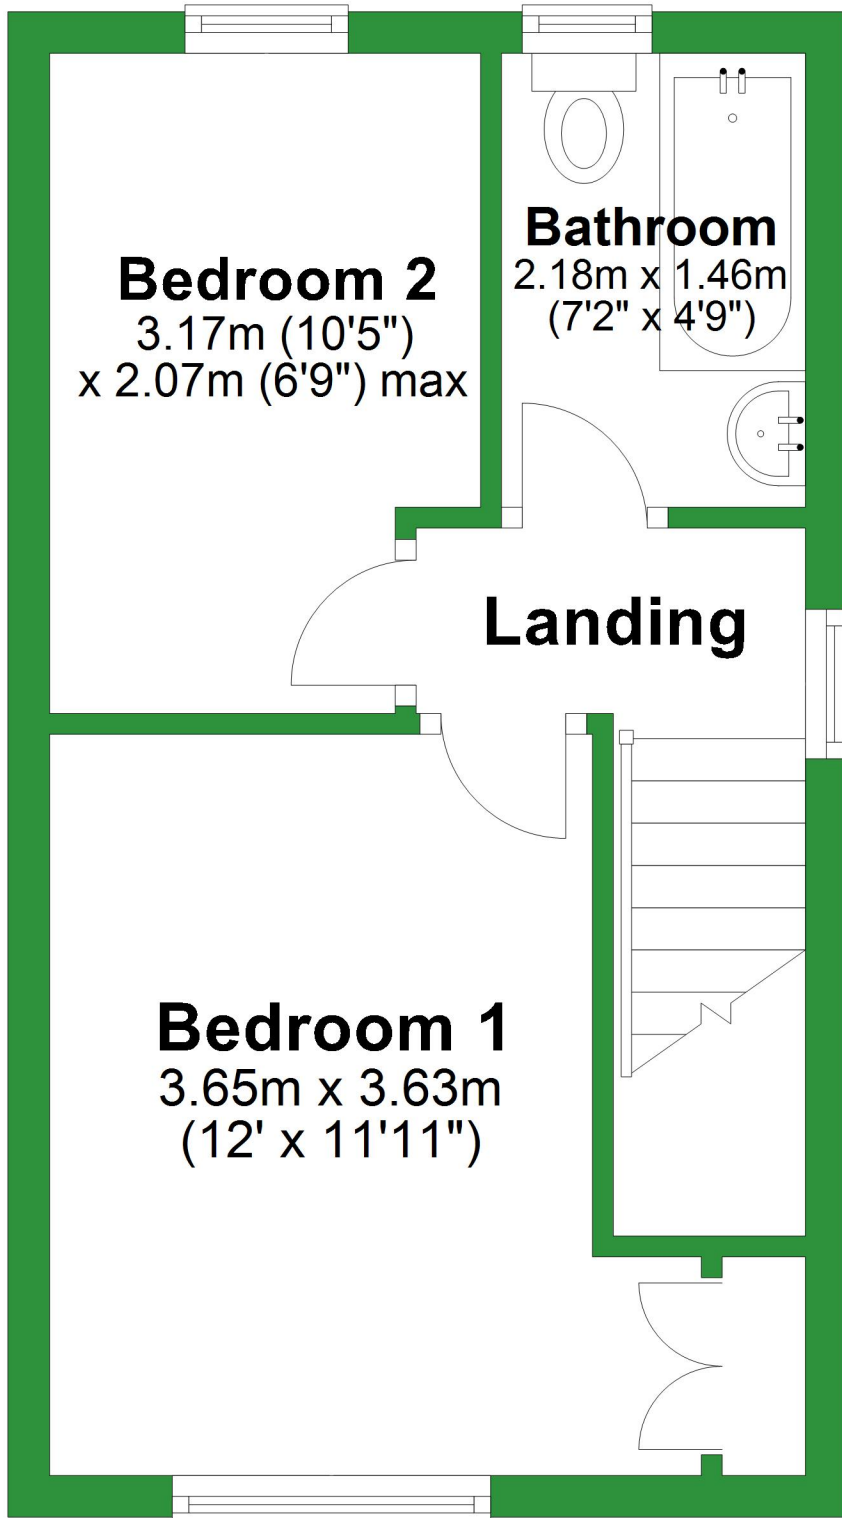 Bathroom
2.18m x 1.46m
(7'2" x 4'9")
Bedroom 2
3.17m (10'5")
x 2.07m (6'9") max
Landing
Bedroom 1
3.65m x 3.63m
(12' x 11'11")